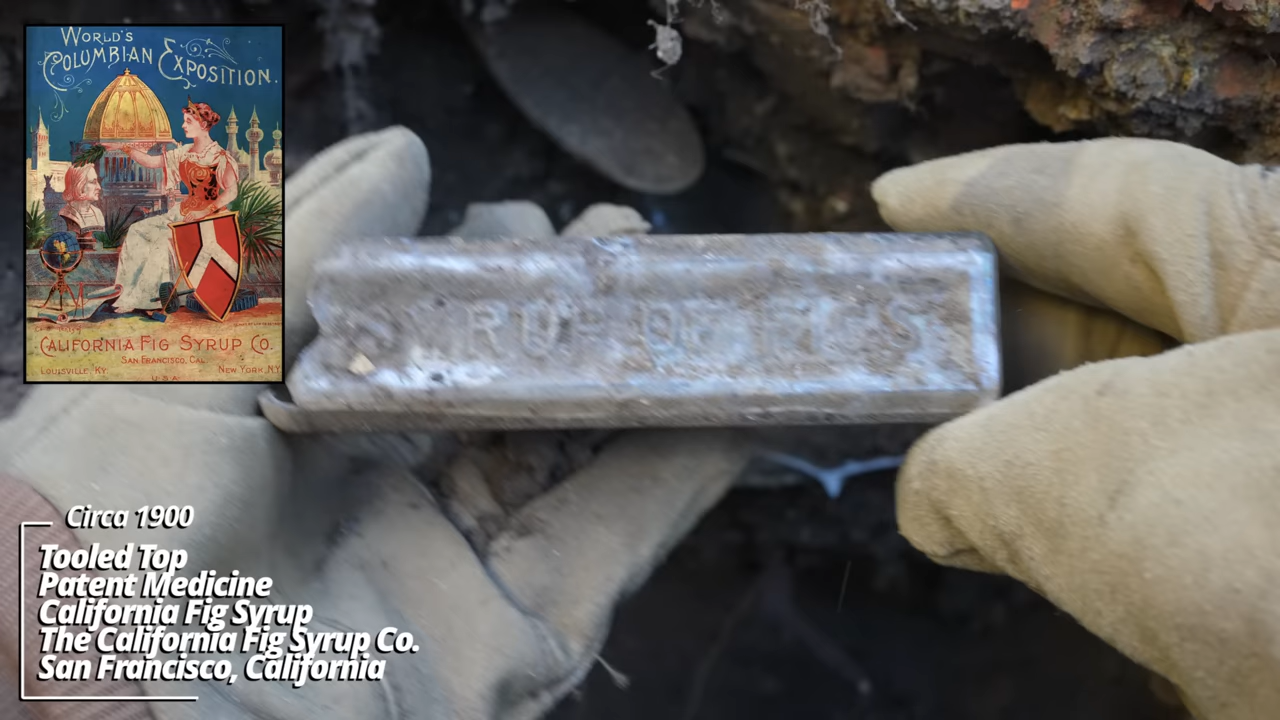 WORLD'S
COLUMBIAN EXPOSITION.
CALIFORNIA FIG SYRUP CO.
SAN FRANCISCO, CAL.
LOUISVILLE, KY.
NEW YORK, N.Y.
U.S.A.
SYRUP OF FIGS
Circa 1900
Tooled Top
Patent Medicine
California Fig Syrup
The California Fig Syrup Co.
San Francisco, California